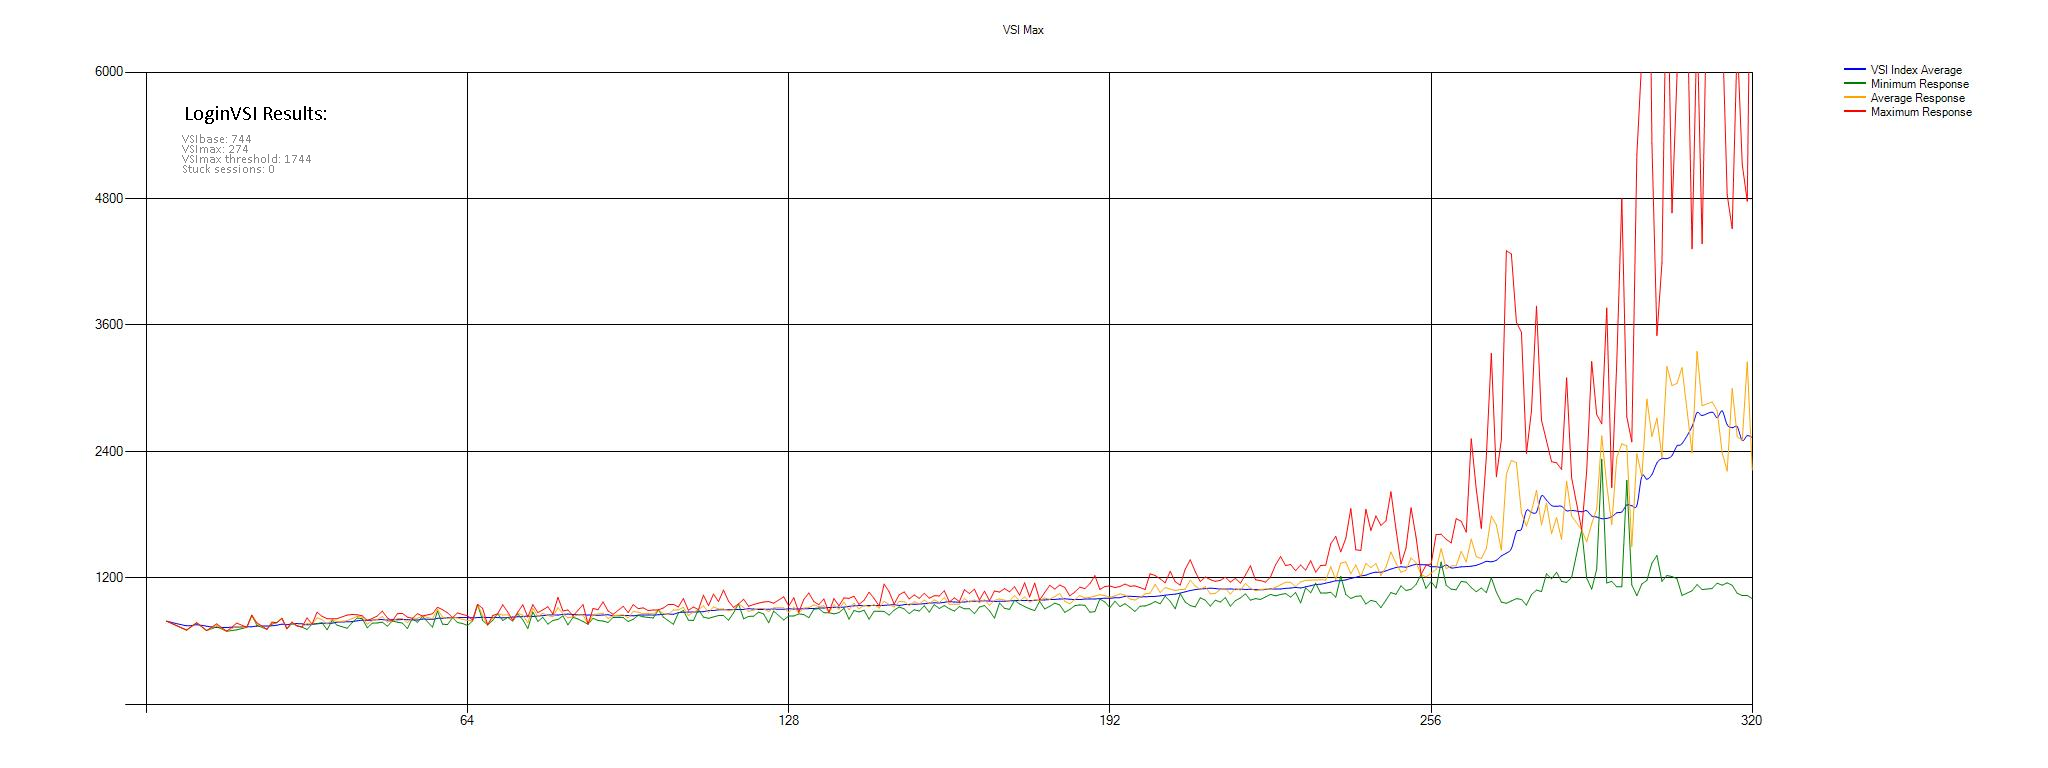 VSI Max
6000
4800
3600
2400
1200
LoginVSI Results:
VSIbase: 744
VSImax: 274
VSImax threshold: 1744
Stuck sessions: 0
VSI Index Average
Minimum Response
Average Response
Maximum Response
64 128 192 256 320